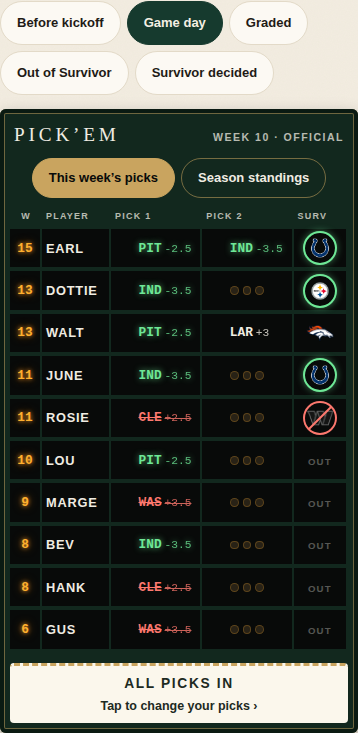 Before kickoff Game day Graded
Out of Survivor Survivor decided
PICK'EM WEEK 10 · OFFICIAL
This week's picks Season standings
W PLAYER PICK 1 PICK 2 SURV
15 EARL PIT -2.5 IND -3.5
13 DOTTIE IND -3.5
13 WALT PIT -2.5 LAR +3
11 JUNE IND -3.5
11 ROSIE CLE +2.5 W
10 LOU PIT -2.5 OUT
9 MARGE WAS +3.5 OUT
8 BEV IND -3.5 OUT
8 HANK CLE +2.5 OUT
6 GUS WAS +3.5 OUT
ALL PICKS IN
Tap to change your picks ›